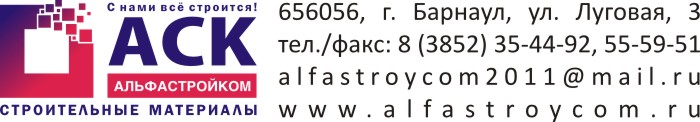 С нами всё строится!
АСК
АЛЬФАСТРОЙКОМ
СТРОИТЕЛЬНЫЕ МАТЕРИАЛЫ
656056, г. Барнаул, ул. Луговая, 3
тел./факс: 8 (3852) 35-44-92, 55-59-51
alfastroycom2011@mail.ru
www.alfastroycom.ru